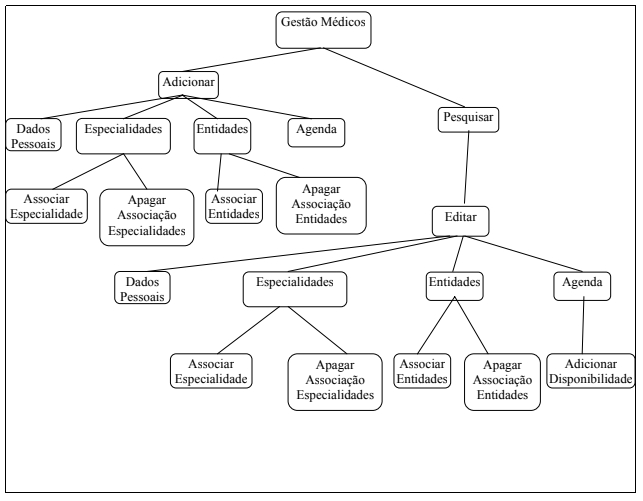 Gestão Médicos
Adicionar
Pesquisar
Dados
Pessoais
Especialidades
Entidades
Agenda
Associar
Especialidade
Apagar
Associação
Especialidades
Associar
Entidades
Apagar
Associação
Entidades
Editar
Dados
Pessoais
Especialidades
Entidades
Agenda
Associar
Especialidade
Apagar
Associação
Especialidades
Associar
Entidades
Apagar
Associação
Entidades
Adicionar
Disponibilidade